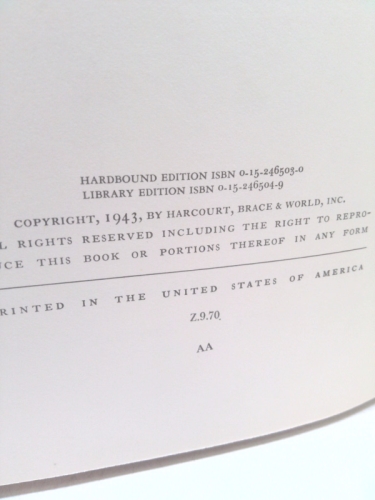 HARDBOUND EDITION ISBN 0-15-246503-0
LIBRARY EDITION ISBN 0-15-246504-9
COPYRIGHT, 1943, BY HARCOURT, BRACE & WORLD, INC.
L RIGHTS RESERVED INCLUDING THE RIGHT TO REPRO-
UCE THIS BOOK OR PORTIONS THEREOF IN ANY FORM
RINTED IN THE UNITED STATES OF AMERICA
Z.9.70
AA